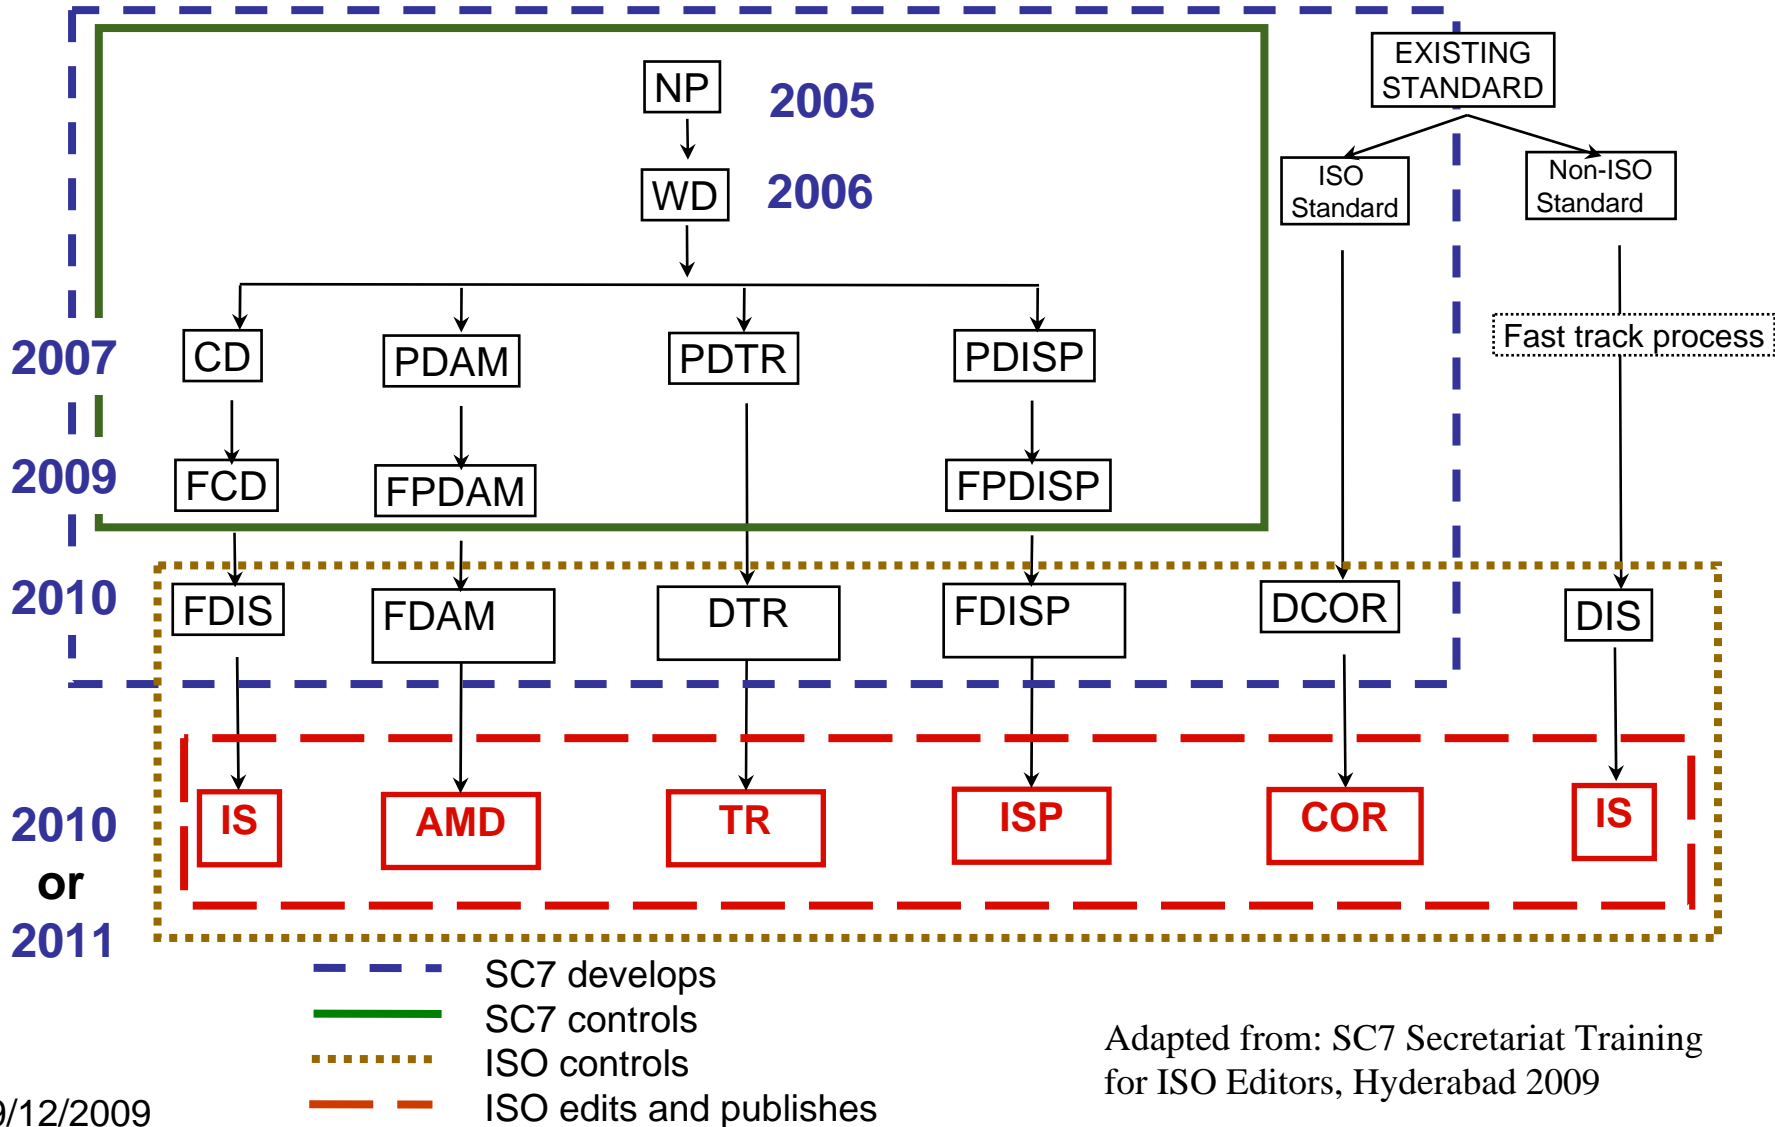 EXISTING
STANDARD
NP
2005
WD
2006
ISO
Standard
Non-ISO
Standard
Fast track process
2007
CD
PDAM
PDTR
PDISP
2009
FCD
FPDAM
FPDISP
2010
FDIS
FDAM
DTR
FDISP
DCOR
DIS
2010
or
2011
IS
AMD
TR
ISP
COR
IS
SC7 develops
SC7 controls
ISO controls
ISO edits and publishes
Adapted from: SC7 Secretariat Training
for ISO Editors, Hyderabad 2009
9/12/2009